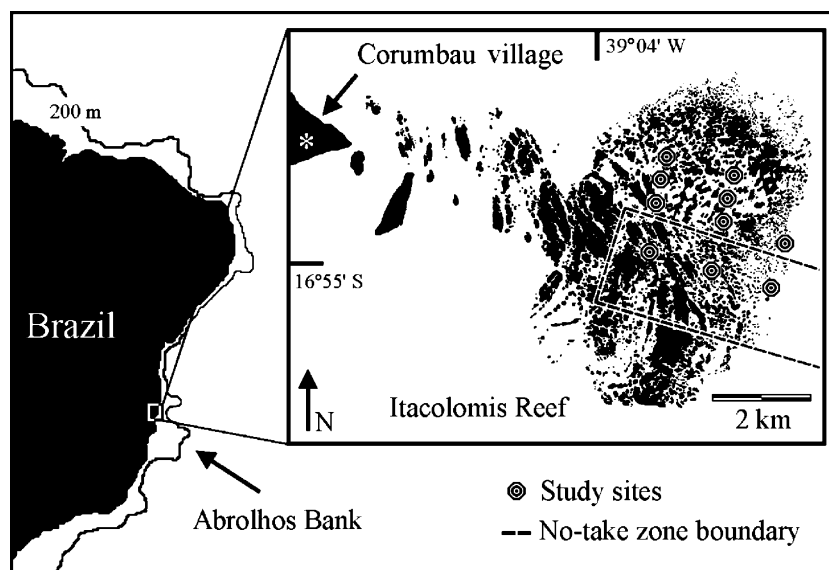 39°04' W
Corumbau village
200 m
*
16°55' S
Brazil
N
Itacolomis Reef
2 km
Abrolhos Bank
Study sites
No-take zone boundary